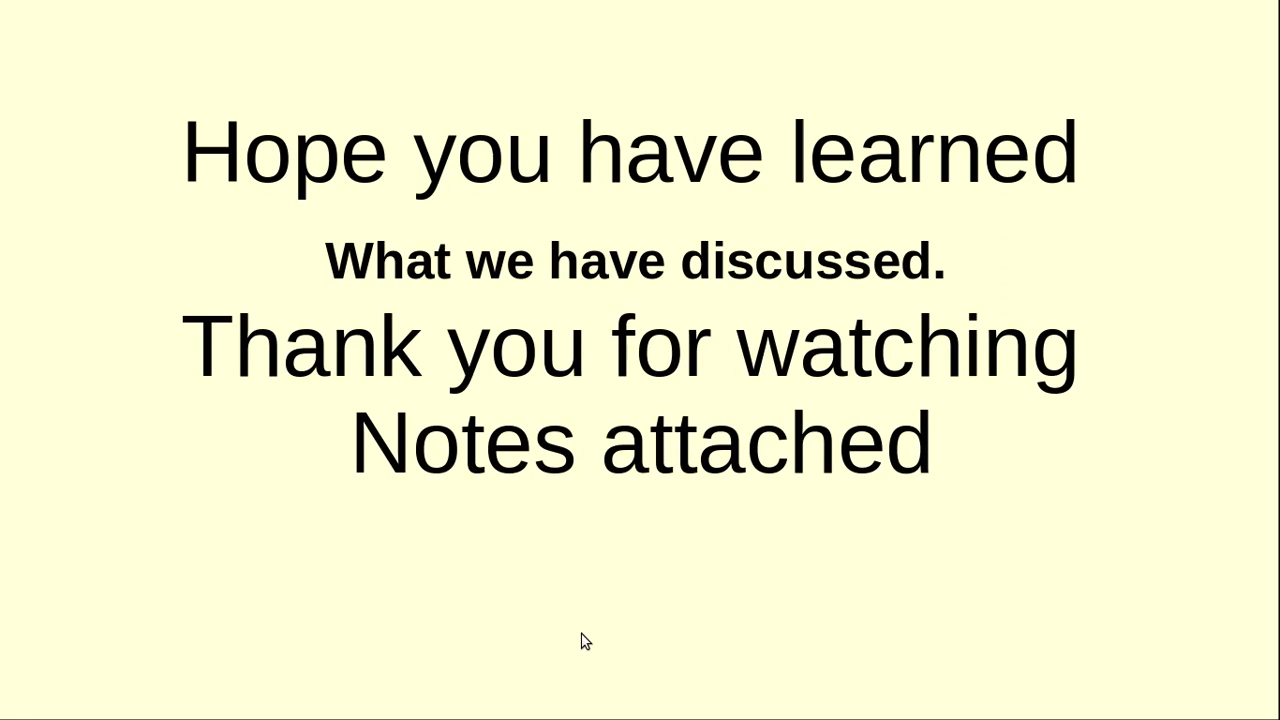 Hope you have learned
What we have discussed.
Thank you for watching
Notes attached